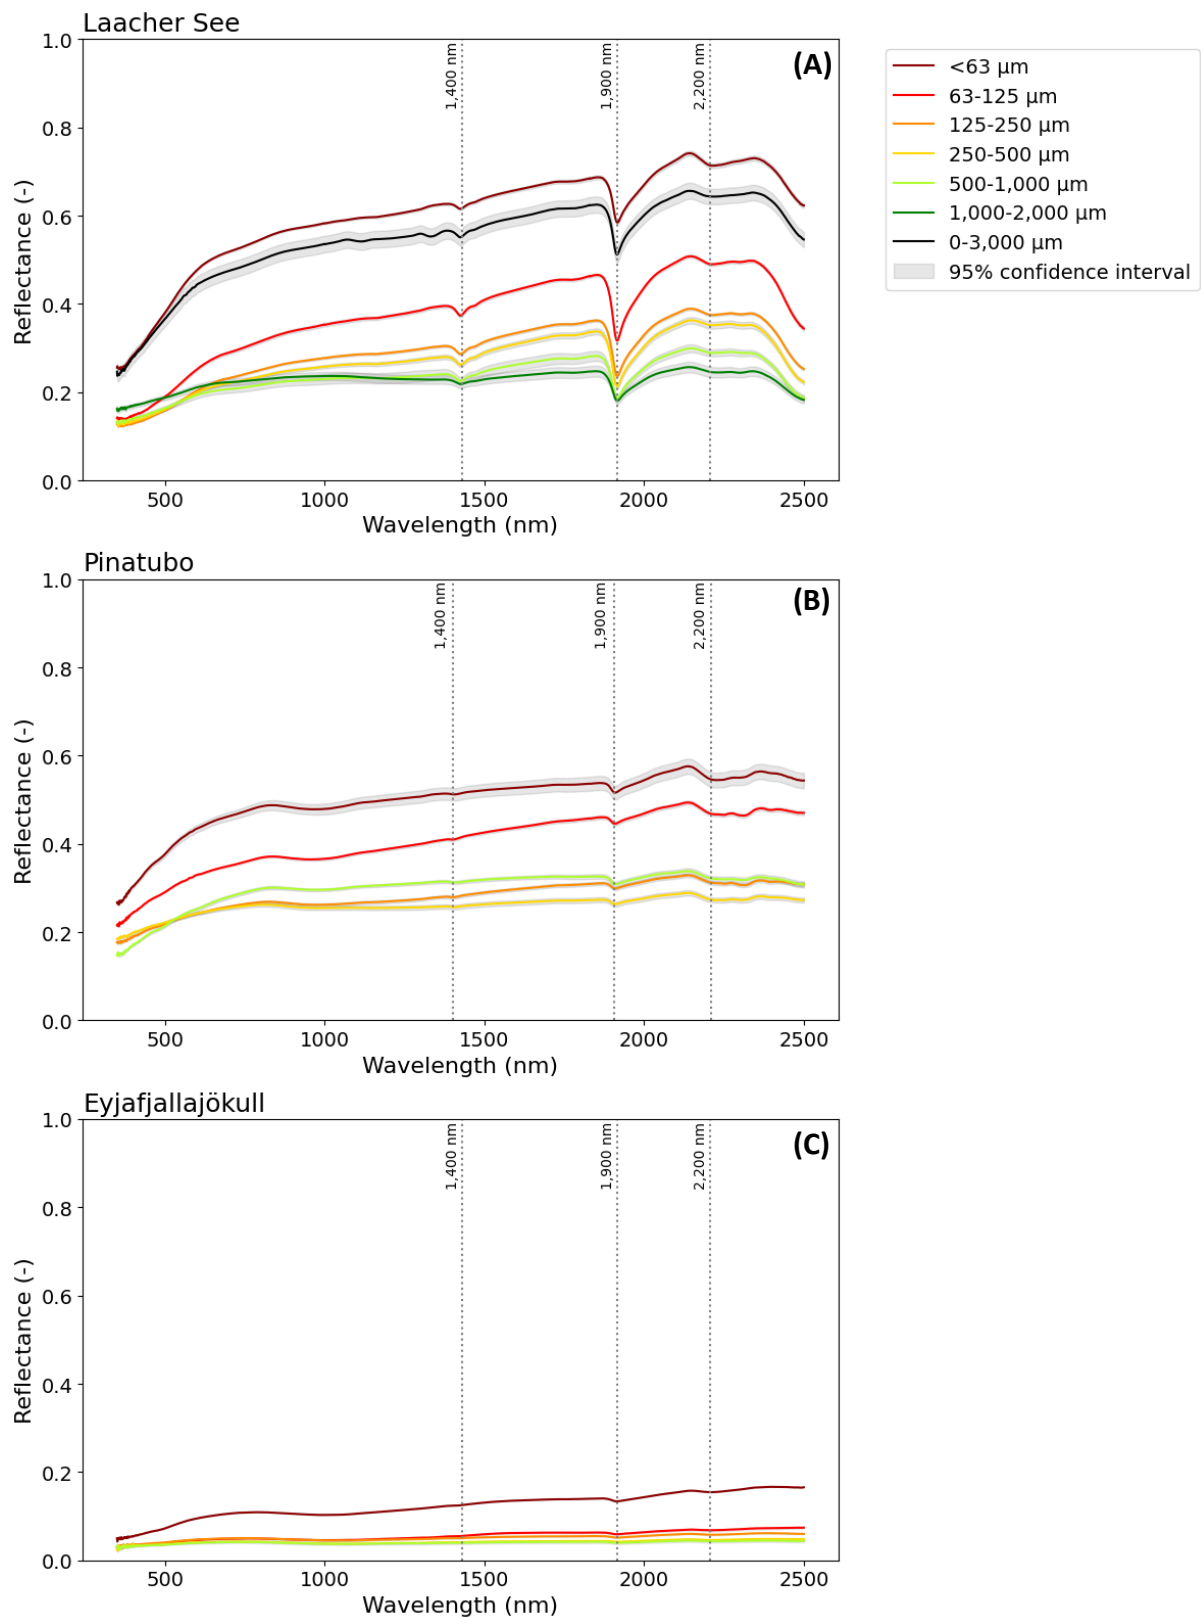 Laacher See
(A)
1.0
0.8
0.6
0.4
0.2
0.0
Reflectance (-)
1,400 nm
1,900 nm
2,200 nm
500
1000
1500
2000
2500
Wavelength (nm)
<63 µm
63-125 µm
125-250 µm
250-500 µm
500-1,000 µm
1,000-2,000 µm
0-3,000 µm
95% confidence interval
Pinatubo
(B)
1.0
0.8
0.6
0.4
0.2
0.0
Reflectance (-)
1,400 nm
1,900 nm
2,200 nm
500
1000
1500
2000
2500
Wavelength (nm)
Eyjafjallajökull
(C)
1.0
0.8
0.6
0.4
0.2
0.0
Reflectance (-)
1,400 nm
1,900 nm
2,200 nm
500
1000
1500
2000
2500
Wavelength (nm)